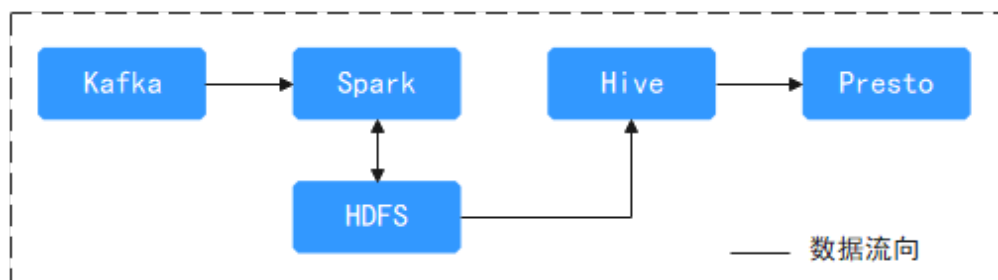 Kafka
Spark
Hive
Presto
HDFS
数据流向